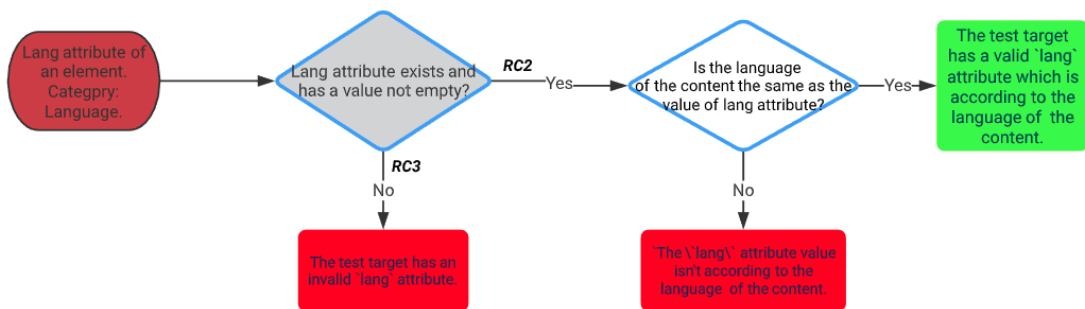 Lang attribute of
an element.
Categpry:
Language.
Lang attribute exists and
has a value not empty?
RC2
Yes
Is the language
of the content the same as the
value of lang attribute?
Yes
The test target
has a valid `lang`
attribute which is
according to the
language of the
content.
RC3
No
No
The test target has an
invalid `lang` attribute.
`The \`lang\` attribute value
isn't according to the
language of the content.